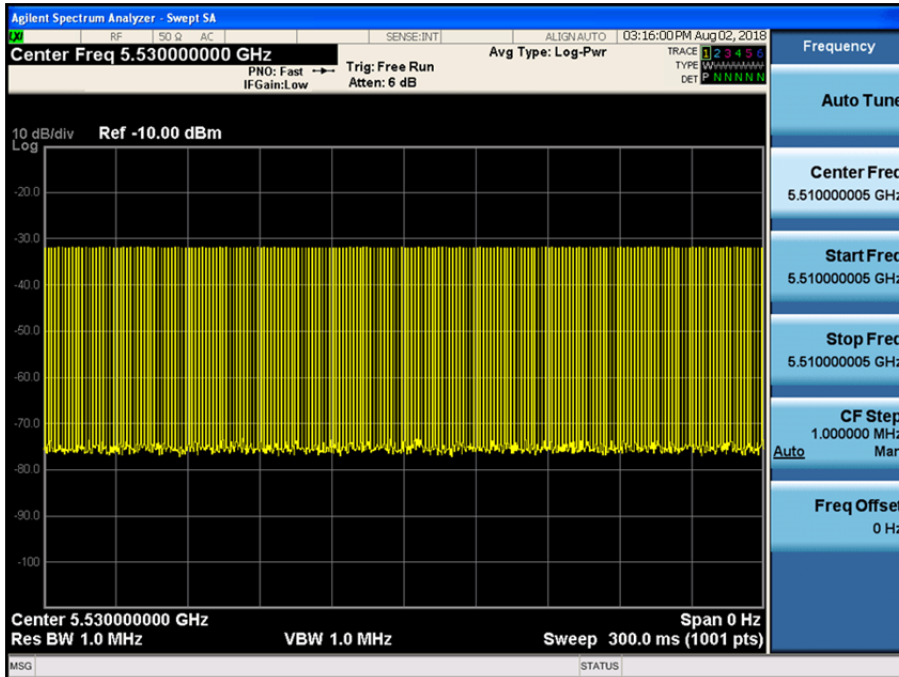 Agilent Spectrum Analyzer - Swept SA
LXI RF 50 Ω AC SENSE:INT ALIGN AUTO 03:16:00 PM Aug 02, 2018
Center Freq 5.530000000 GHz
PNO: Fast
IFGain:Low
Trig: Free Run
Atten: 6 dB
Avg Type: Log-Pwr
TRACE 1 2 3 4 5 6
TYPE W
DET P N N N N N
10 dB/div Ref -10.00 dBm
Log
-20.0
-30.0
-40.0
-50.0
-60.0
-70.0
-80.0
-90.0
-100
Center 5.530000000 GHz Span 0 Hz
Res BW 1.0 MHz VBW 1.0 MHz Sweep 300.0 ms (1001 pts)
MSG STATUS
Frequency
Auto Tune
Center Freq
5.510000005 GHz
Start Freq
5.510000005 GHz
Stop Freq
5.510000005 GHz
CF Step
1.000000 MHz
Auto Man
Freq Offset
0 Hz